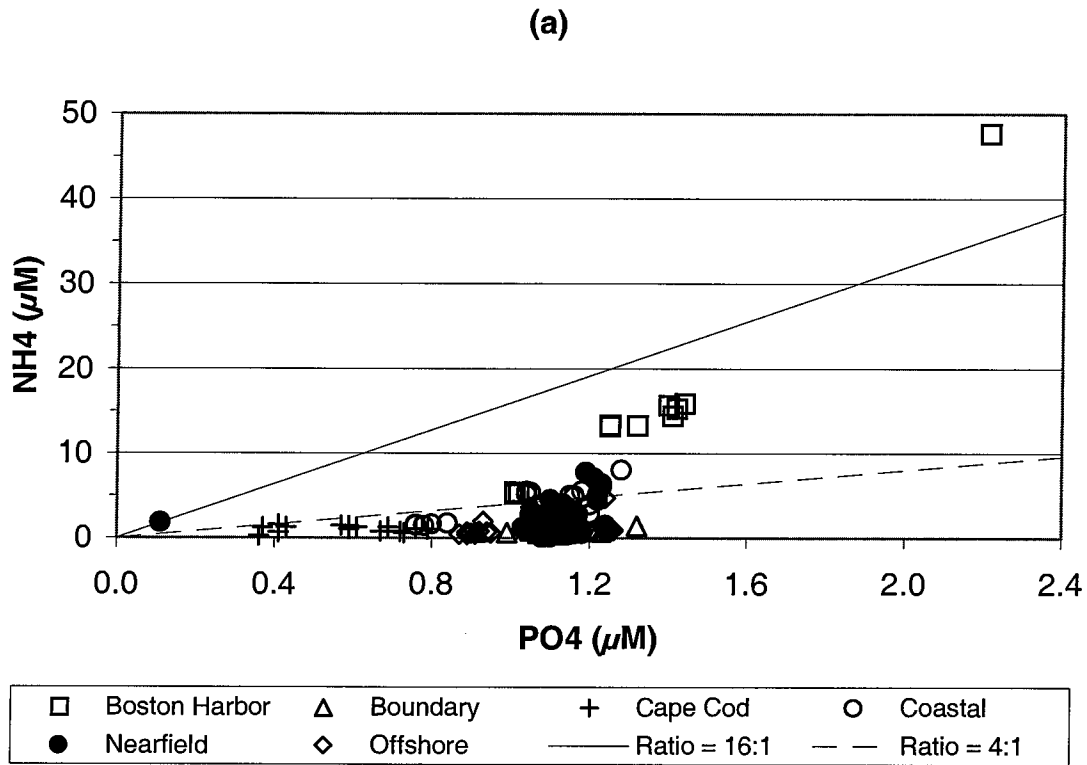 (a)
50
40
30
20
10
0
NH4 (µM)
0.0 0.4 0.8 1.2 1.6 2.0 2.4
PO4 (µM)
Boston Harbor Boundary Cape Cod Coastal
Nearfield Offshore Ratio = 16:1 Ratio = 4:1